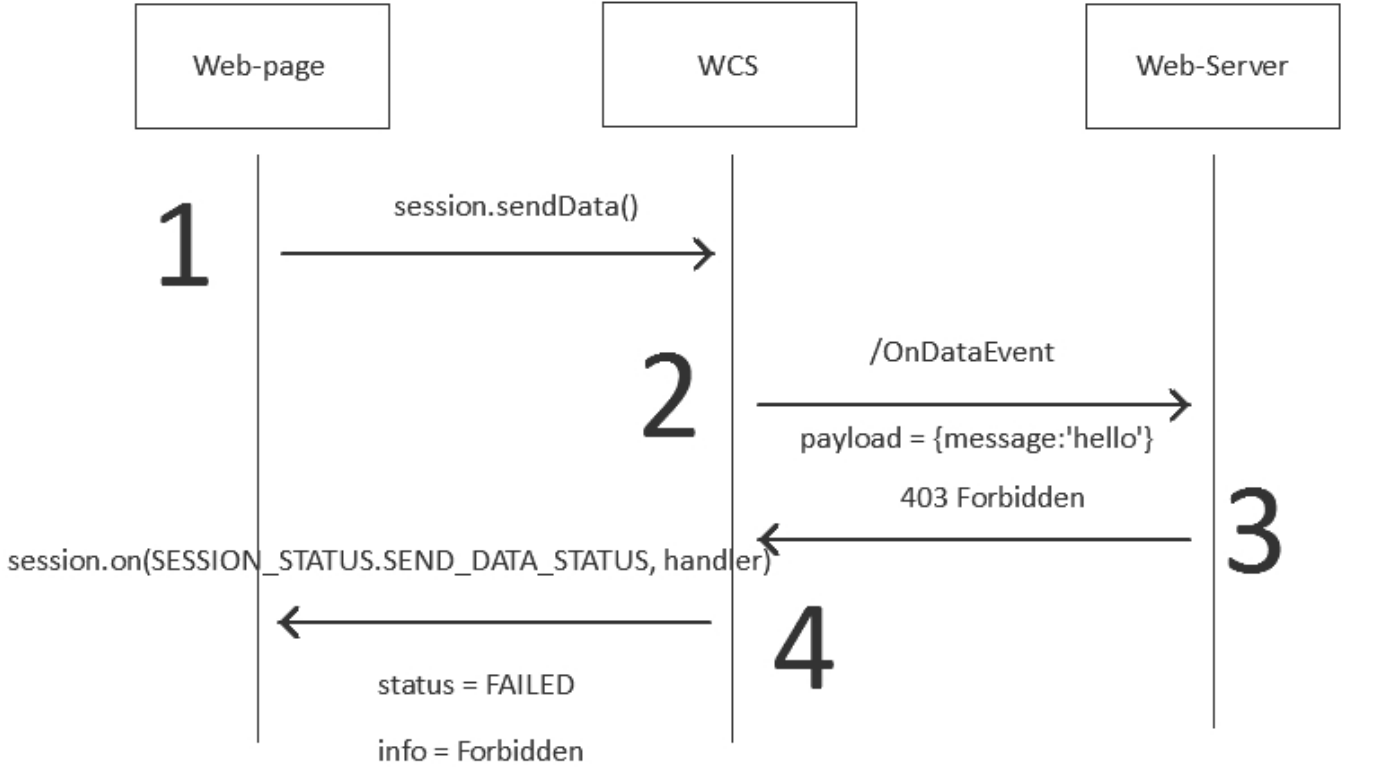 Web-page
WCS
Web-Server
1
session.sendData()
2
/OnDataEvent
payload = {message:'hello'}
403 Forbidden
3
session.on(SESSION_STATUS.SEND_DATA_STATUS, handler)
4
status = FAILED
info = Forbidden